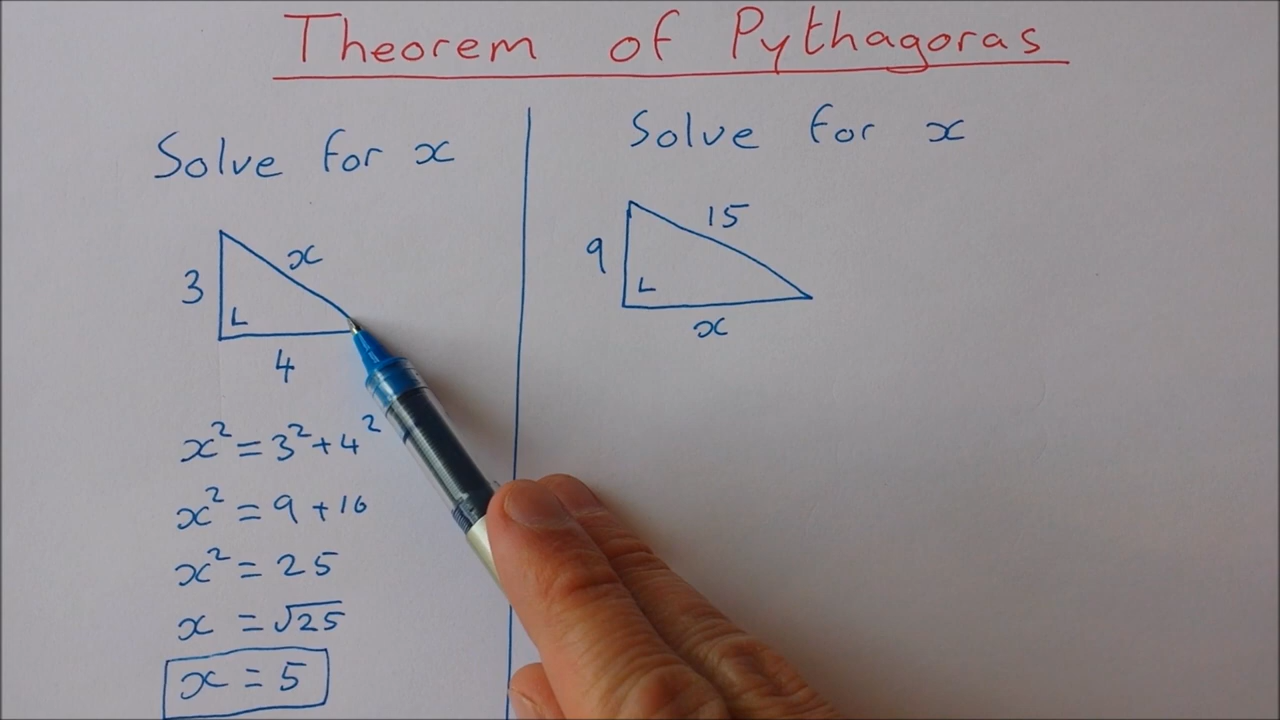 Theorem of Pythagoras
Solve for x
3
x
L
4
x² = 3² + 4²
x² = 9 + 16
x² = 25
x = √25
x = 5
Solve for x
15
9
L
x